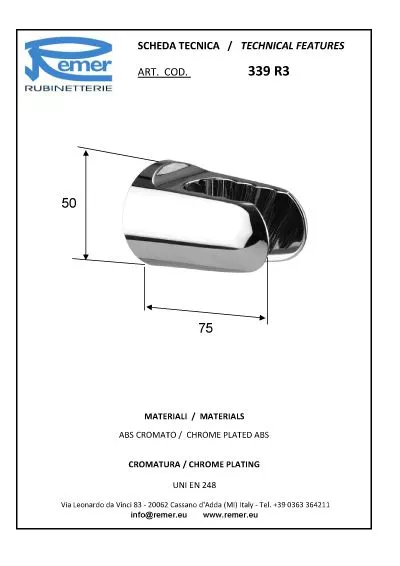 Remer
RUBINETTERIE
SCHEDA TECNICA / TECHNICAL FEATURES
ART. COD. 339 R3
50
75
MATERIALI / MATERIALS
ABS CROMATO / CHROME PLATED ABS
CROMATURA / CHROME PLATING
UNI EN 248
Via Leonardo da Vinci 83 - 20062 Cassano d'Adda (MI) Italy - Tel. +39 0363 364211
info@remer.eu www.remer.eu